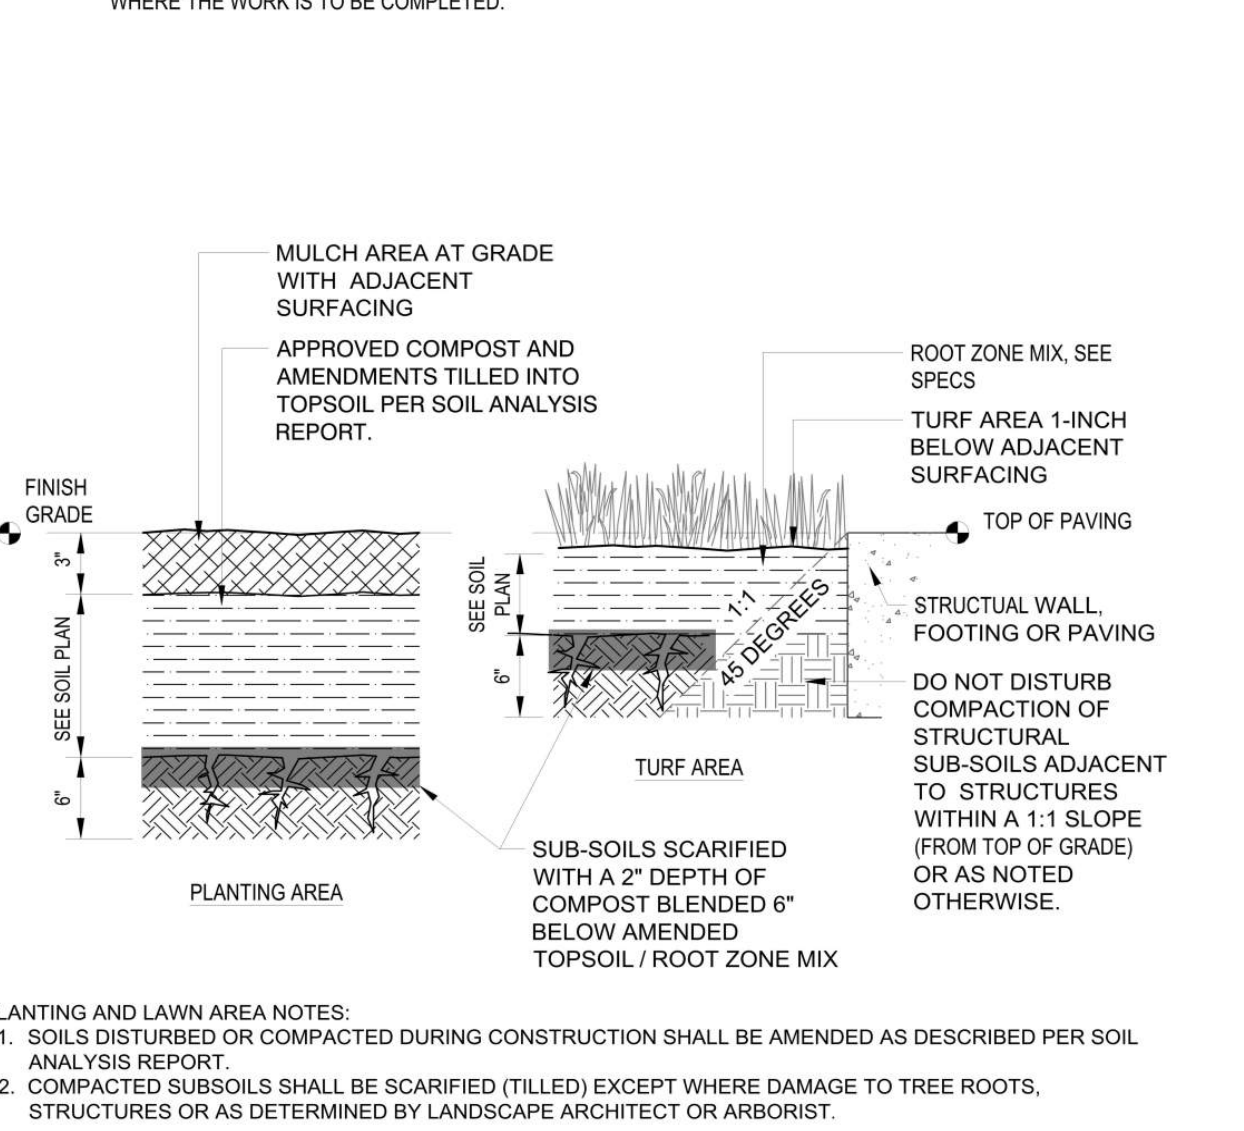 WHERE THE WORK IS TO BE COMPLETED.
MULCH AREA AT GRADE
WITH ADJACENT
SURFACING
APPROVED COMPOST AND
AMENDMENTS TILLED INTO
TOPSOIL PER SOIL ANALYSIS
REPORT.
ROOT ZONE MIX, SEE
SPECS
TURF AREA 1-INCH
BELOW ADJACENT
SURFACING
FINISH
GRADE
TOP OF PAVING
3"
SEE SOIL PLAN
6"
SEE SOIL
PLAN
6"
1:1
45 DEGREES
STRUCTUAL WALL,
FOOTING OR PAVING
DO NOT DISTURB
COMPACTION OF
STRUCTURAL
SUB-SOILS ADJACENT
TO STRUCTURES
WITHIN A 1:1 SLOPE
(FROM TOP OF GRADE)
OR AS NOTED
OTHERWISE.
TURF AREA
PLANTING AREA
SUB-SOILS SCARIFIED
WITH A 2" DEPTH OF
COMPOST BLENDED 6"
BELOW AMENDED
TOPSOIL / ROOT ZONE MIX
LANTING AND LAWN AREA NOTES:
1. SOILS DISTURBED OR COMPACTED DURING CONSTRUCTION SHALL BE AMENDED AS DESCRIBED PER SOIL
ANALYSIS REPORT.
2. COMPACTED SUBSOILS SHALL BE SCARIFIED (TILLED) EXCEPT WHERE DAMAGE TO TREE ROOTS,
STRUCTURES OR AS DETERMINED BY LANDSCAPE ARCHITECT OR ARBORIST.